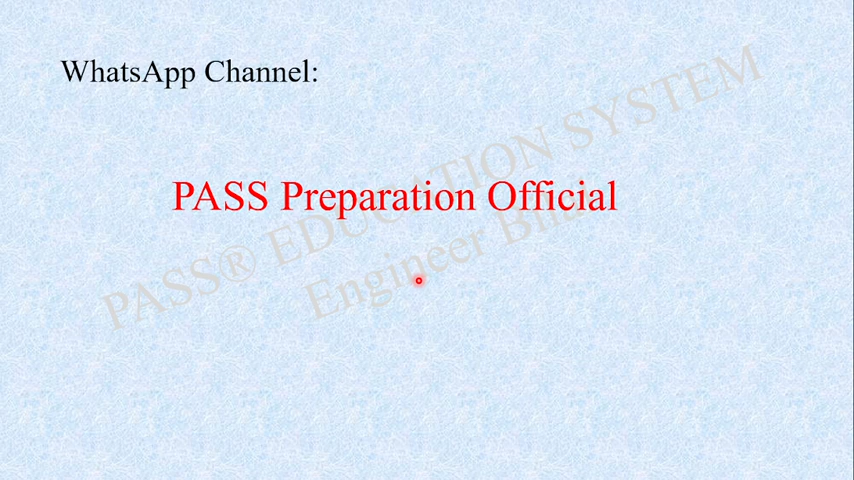 WhatsApp Channel:
PASS Preparation Official
PASS® EDUCATION SYSTEM
Engineer